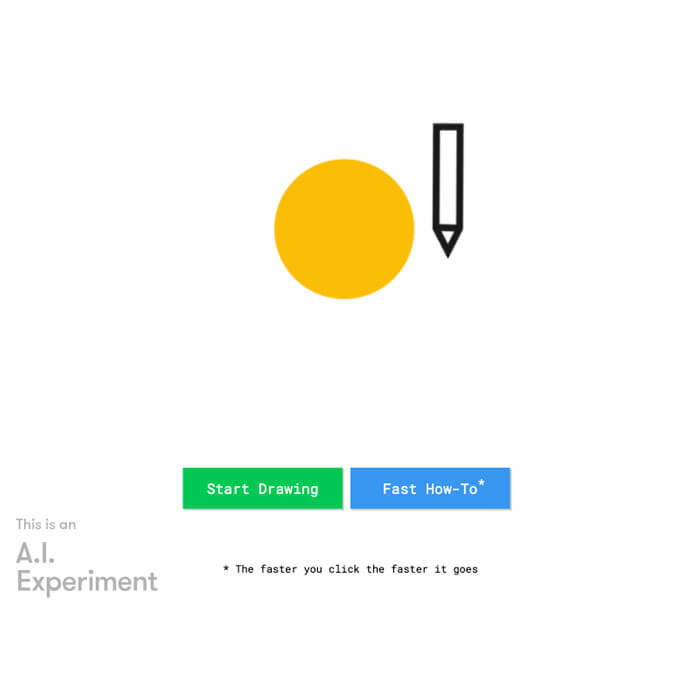 Start Drawing
Fast How-To*
This is an
A.I.
Experiment
* The faster you click the faster it goes